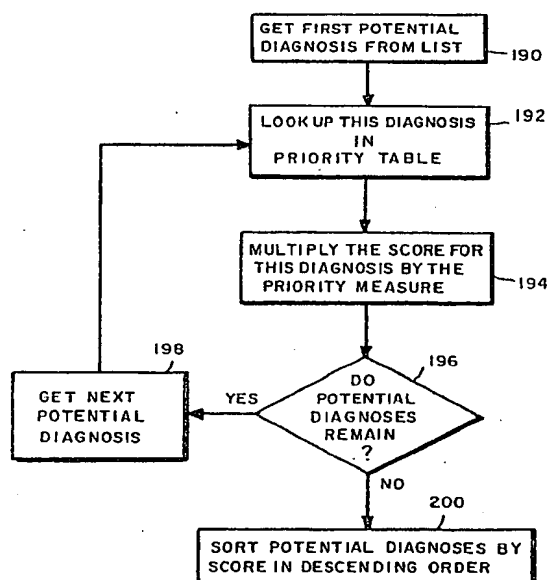 GET FIRST POTENTIAL
DIAGNOSIS FROM LIST
190
LOOKUP THIS DIAGNOSIS
IN
PRIORITY TABLE
192
MULTIPLY THE SCORE FOR
THIS DIAGNOSIS BY THE
PRIORITY MEASURE
194
DO
POTENTIAL
DIAGNOSES
REMAIN
?
196
YES
198
GET NEXT
POTENTIAL
DIAGNOSIS
NO
200
SORT POTENTIAL DIAGNOSES BY
SCORE IN DESCENDING ORDER